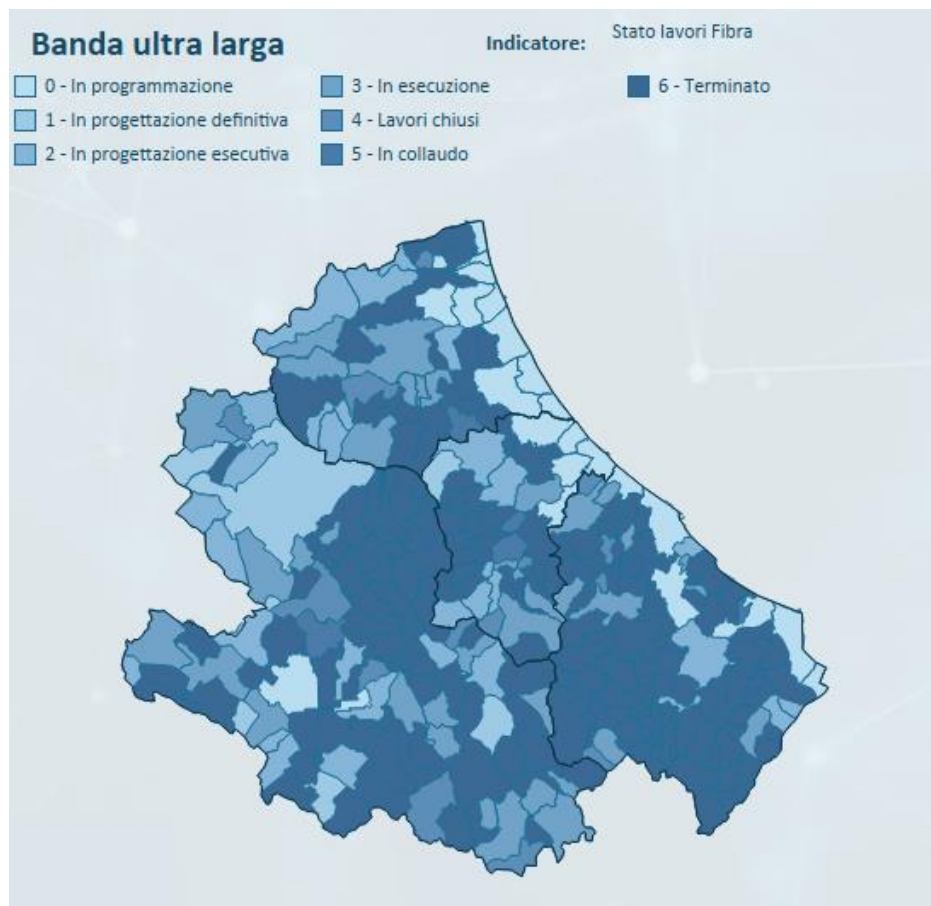 Banda ultra larga
Indicatore: Stato lavori Fibra
0 - In programmazione
1 - In progettazione definitiva
2 - In progettazione esecutiva
3 - In esecuzione
4 - Lavori chiusi
5 - In collaudo
6 - Terminato